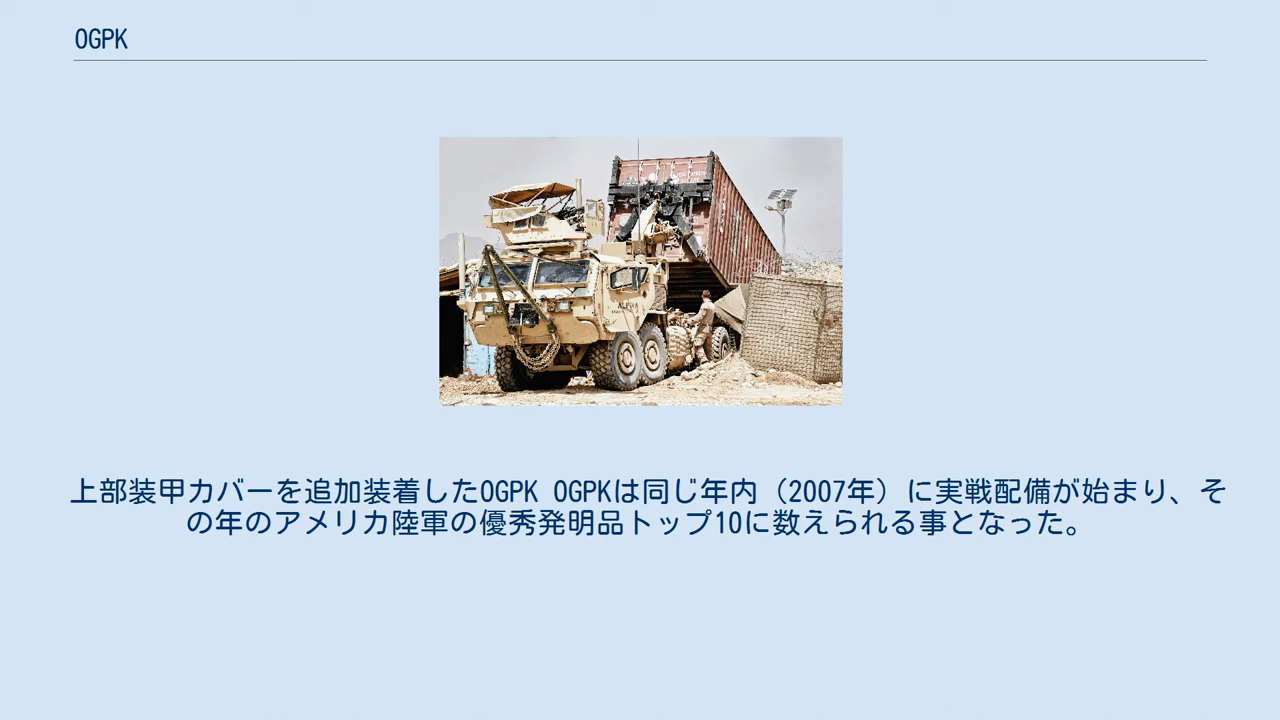 OGPK
上部装甲カバーを追加装着したOGPK OGPKは同じ年内（2007年）に実戦配備が始まり、そ
の年のアメリカ陸軍の優秀発明品トップ10に数えられる事となった。